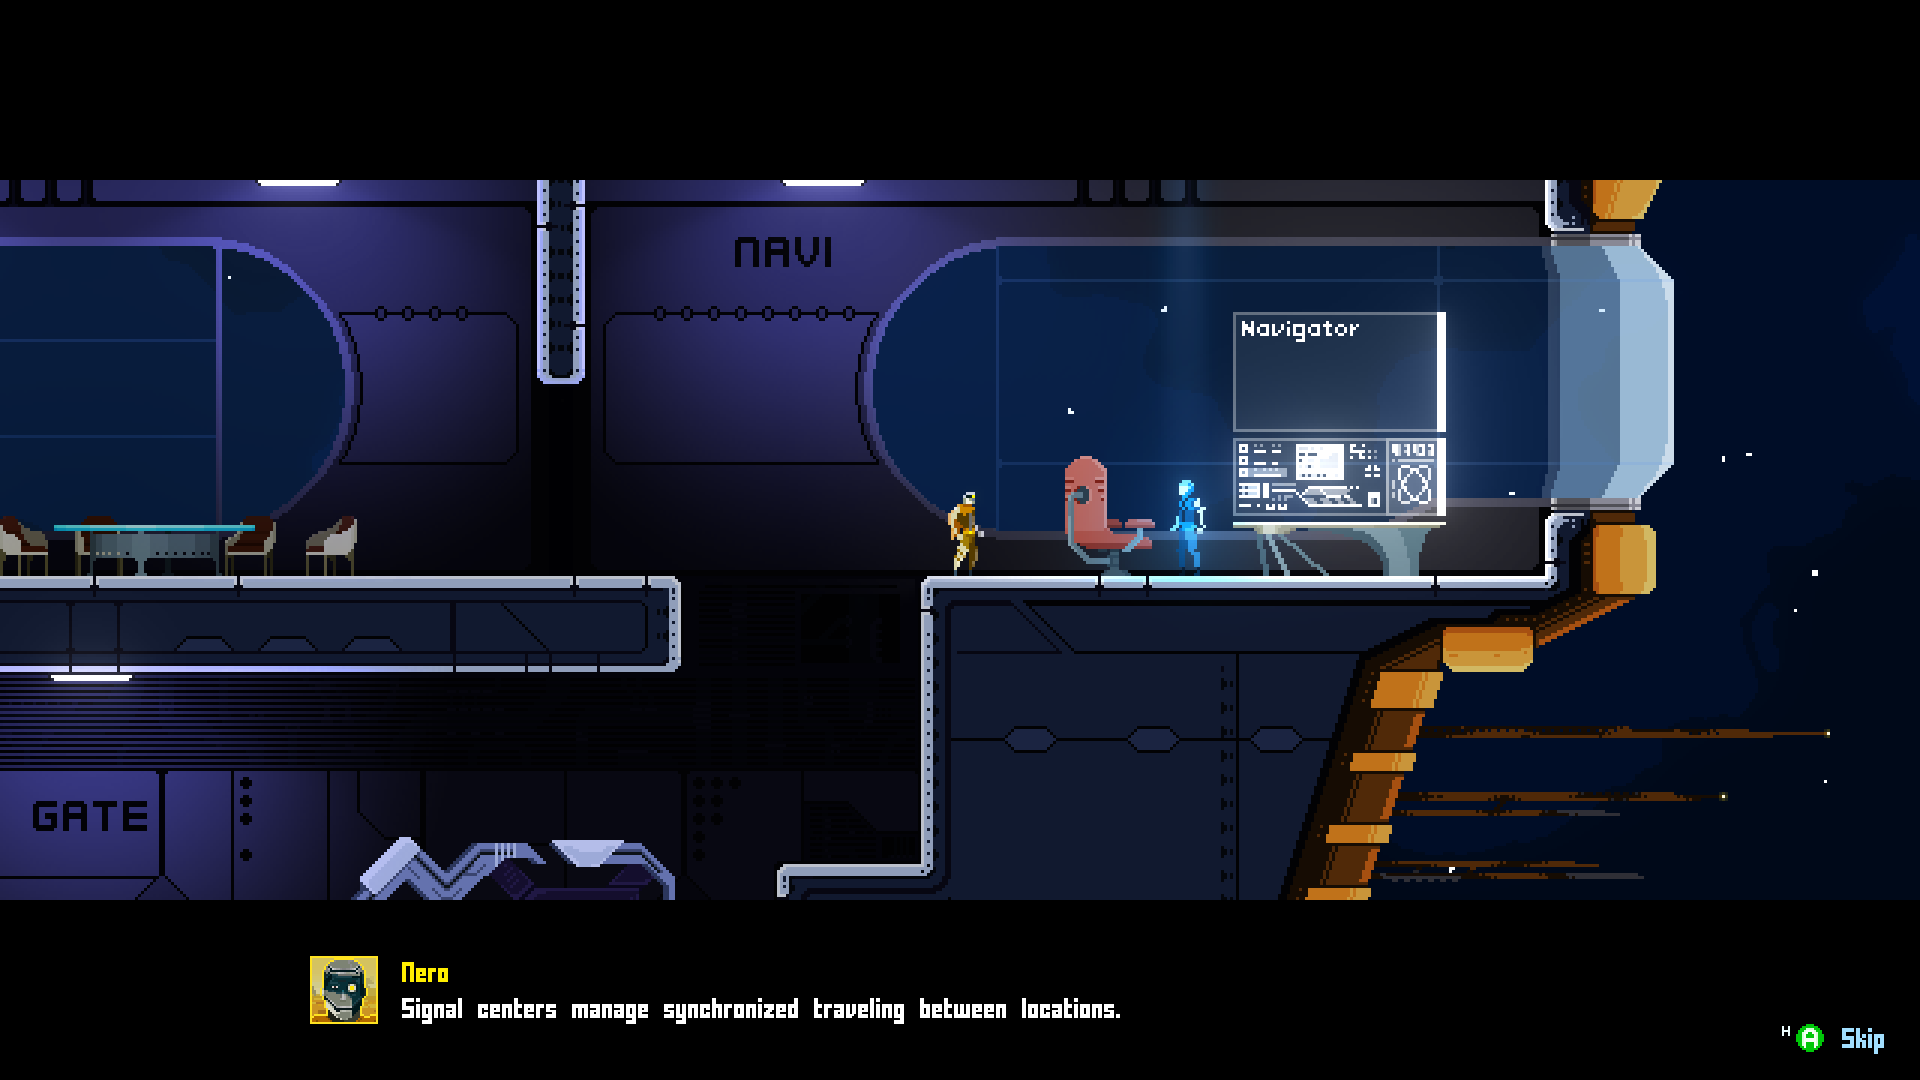 NAVI
Navigator
GATE
Nero
Signal centers manage synchronized traveling between locations.
H A Skip